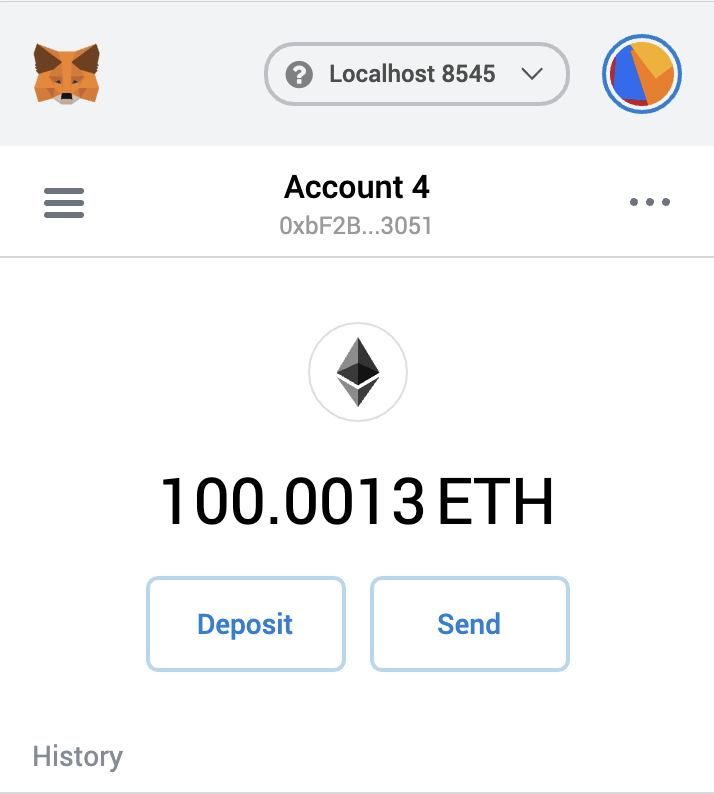 Localhost 8545
Account 4
0xbF2B...3051
100.0013 ETH
Deposit
Send
History